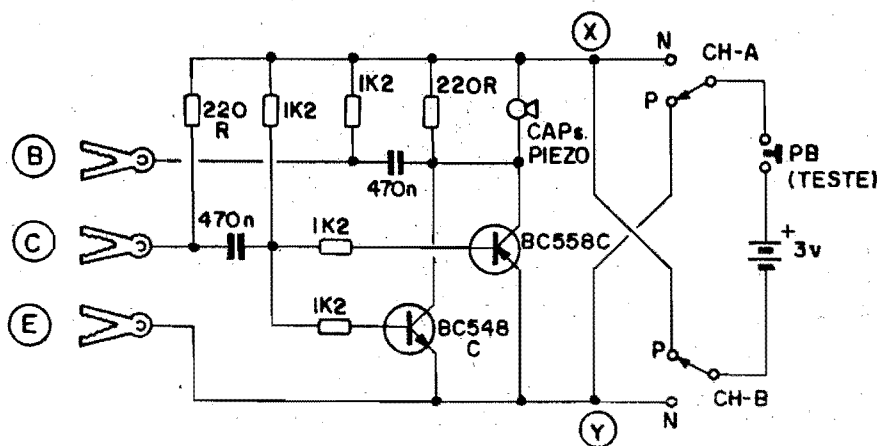 X
N
CH-A
1K2
220R
P
220
R
1K2
CAPs.
PIEZO
PB
(TESTE)
B
470n
470n
1K2
C
BC558C
+
3v
1K2
E
BC548
C
P
CH-B
N
Y